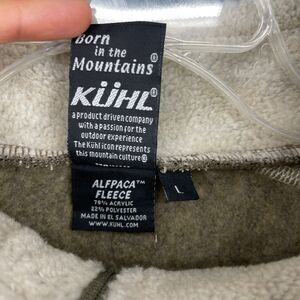 Born
in the
Mountains®
KÜHL®
a product driven company
with a passion for the
outdoor experience
The Kühl icon represents
this mountain culture®
ALFPACA™
FLEECE
78% ACRYLIC
22% POLYESTER
MADE IN EL SALVADOR
WWW.KUHL.COM
L